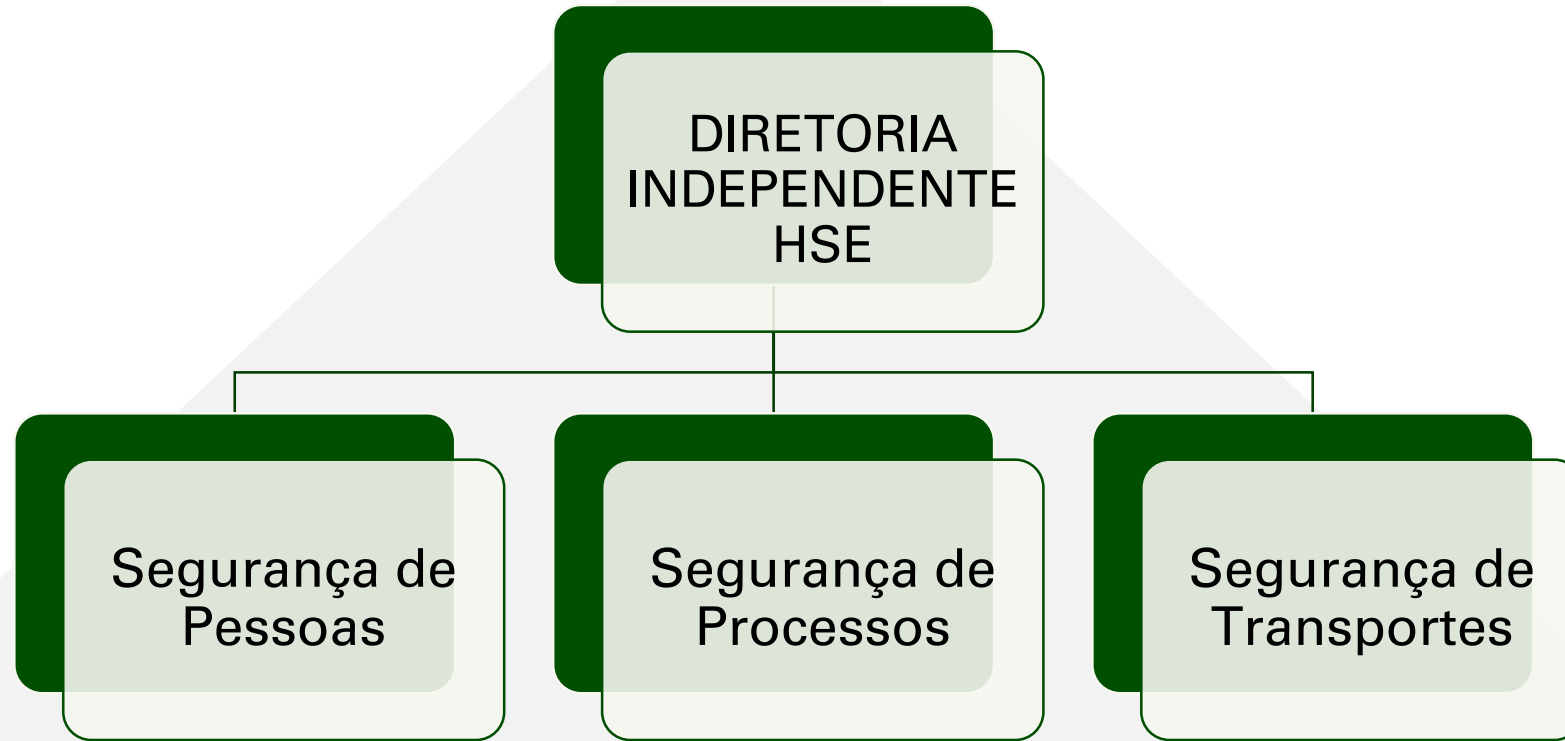 DIRETORIA
INDEPENDENTE
HSE
Segurança de
Pessoas
Segurança de
Processos
Segurança de
Transportes